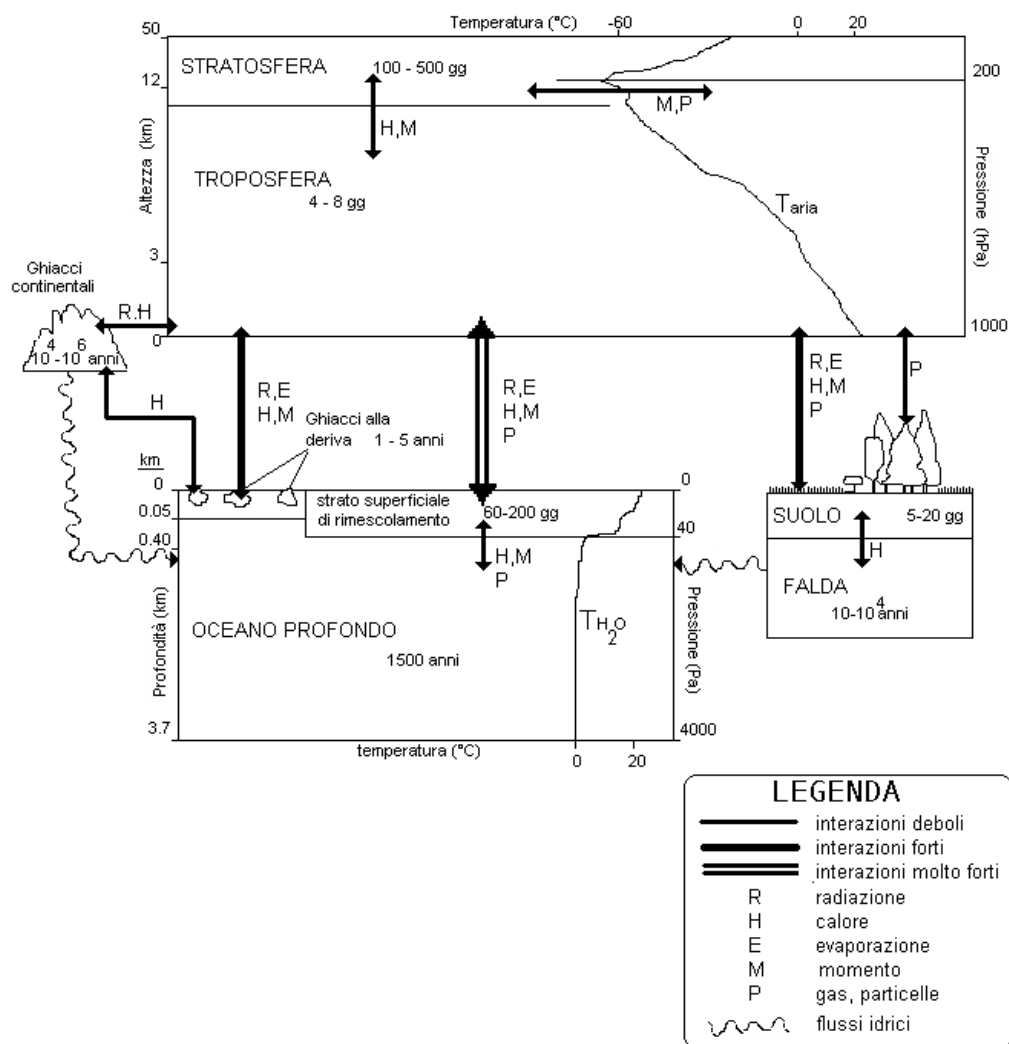 Temperatura (°C)
-60
0
20
50
STRATOSFERA
100 - 500 gg
12
200
M,P
H,M
Altezza (km)
TROPOSFERA
4 - 8 gg
Taria
Pressione (hPa)
3
Ghiacci
continentali
R.H
0
1000
10⁴-10⁶ anni
H
R,E
H,M
Ghiacci alla
deriva 1 - 5 anni
R,E
H,M
P
R,E
H,M
P
P
km
0
0
strato superficiale
di rimescolamento
60-200 gg
0.05
40
0.40
H,M
P
SUOLO
5-20 gg
H
FALDA
10-10⁴ anni
Profondità (km)
OCEANO PROFONDO
1500 anni
TH₂O
Pressione (Pa)
3.7
4000
temperatura (°C)
0
20
LEGENDA
interazioni deboli
interazioni forti
interazioni molto forti
R radiazione
H calore
E evaporazione
M momento
P gas, particelle
flussi idrici